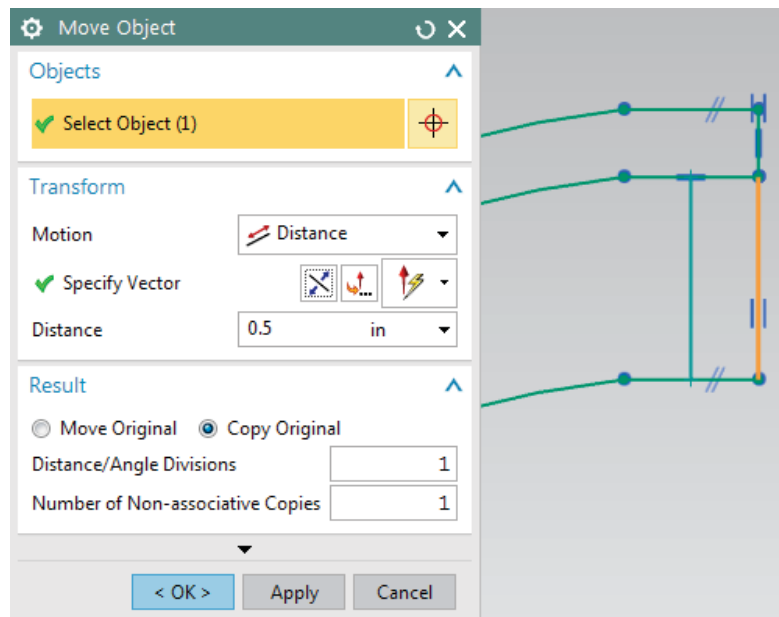 Move Object
Objects
Select Object (1)
Transform
Motion Distance
Specify Vector
Distance 0.5 in
Result
Move Original Copy Original
Distance/Angle Divisions 1
Number of Non-associative Copies 1
< OK > Apply Cancel